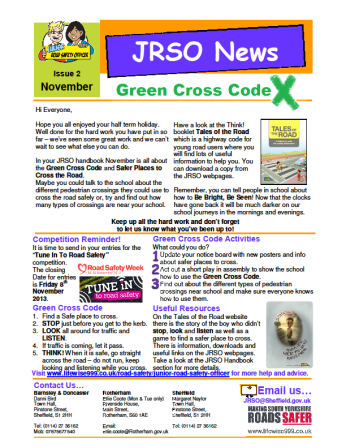 JRSO News
Issue 2
November
Green Cross Code
Hi Everyone,
Hope you all enjoyed your half term holiday.
Well done for the hard work you have put in so
far – we've seen some great work and we can't
wait to see what else you can do.
In your JRSO handbook November is all about
the Green Cross Code and Safer Places to
Cross the Road.
Maybe you could talk to the school about the
different pedestrian crossings they could use to
cross the road safely or, try and find out how
many types of crossings are near your school.
Have a look at the Think!
booklet Tales of the Road
which is a highway code for
young road users where you
will find lots of useful
information to help you. You
can download a copy from
the JRSO webpages.
TALES OF THE ROAD
Remember, you can tell people in school about
how to Be Bright, Be Seen! Now that the clocks
have gone back it will be much darker on our
school journeys in the mornings and evenings.
Keep up all the hard work and don't forget
to let us know what you've been up to!
Competition Reminder!
It is time to send in your entries for the
"Tune In To Road Safety"
competition.
The closing
Date for entries
is Friday 8th
November
2013.
Road Safety Week
TUNE iN
to road safety
Green Cross Code
1. Find a Safe place to cross.
2. STOP just before you get to the kerb.
3. LOOK all around for traffic and
LISTEN.
4. If traffic is coming, let it pass.
5. THINK! When it is safe, go straight
across the road – do not run, keep
looking and listening while you cross.
Green Cross Code Activities
What could you do?
1 Update your notice board with new posters and info
about safer places to cross.
2 Act out a short play in assembly to show the school
how to use the Green Cross Code.
3 Find out about the different types of pedestrian
crossings near school and make sure everyone knows
how to use them.
Useful Resources
On the Tales of the Road website
there is the story of the boy who didn't
stop, look and listen as well as a
game to find a safer place to cross.
There is information, downloads and
useful links on the JRSO webpages.
Take a look at the JRSO Handbook
section for more details.
Visit www.lifewise999.co.uk/road-safety/junior-road-safety-officer for more help and advice.
Contact Us...
Barnsley & Doncaster
Town Hall,
Pinstone Street,
Sheffield, S1 2HH
Rotherham
Ellie Coote (Mon & Tue only)
Riverside House,
Main Street,
Rotherham, S60 1AE
Email:
ellie.coote@Rotherham.gov.uk
Sheffield
Margaret Naylor
Town Hall,
Pinstone Street,
Sheffield, S1 2HH
Email us...
JRSO@Sheffield.gov.uk
MAKING SOUTH YORKSHIRE
ROADS SAFER
www.lifewise999.co.uk